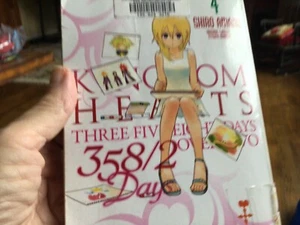 4
SHIRO AMANO
KINGDOM
HEARTS
THREE FIVE EIGHT DAYS
OVER TWO
358/2
Days